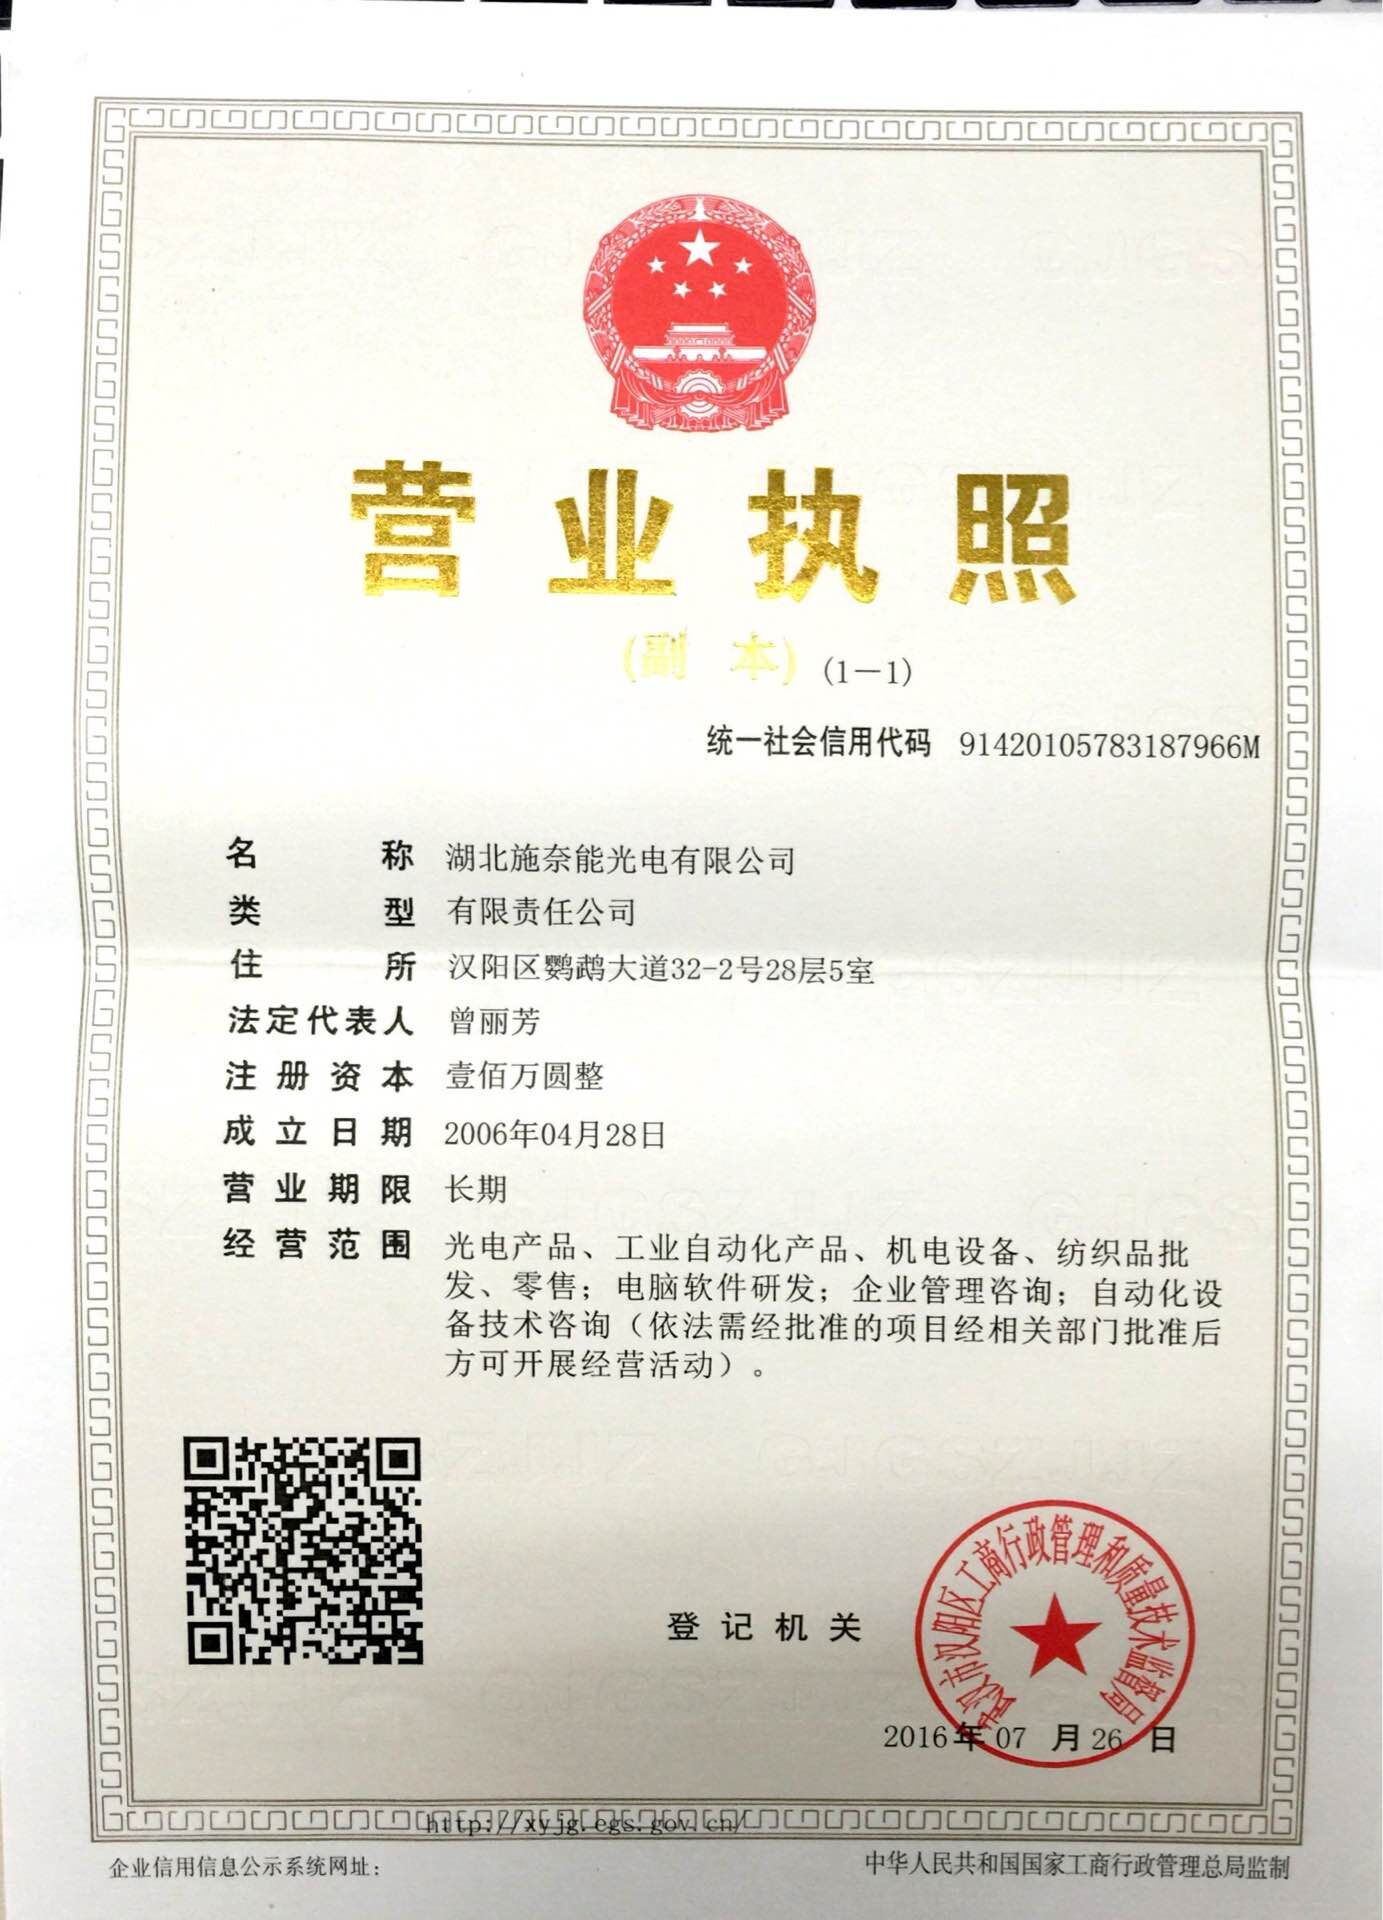 营业执照
(副 本) (1-1)
统一社会信用代码 91420105783187966M
名 称 湖北施奈能光电有限公司
类 型 有限责任公司
住 所 汉阳区鹦鹉大道32-2号28层5室
法定代表人 曾丽芳
注册资本 壹佰万圆整
成立日期 2006年04月28日
营业期限 长期
经营范围 光电产品、工业自动化产品、机电设备、纺织品批
发、零售；电脑软件研发；企业管理咨询；自动化设
备技术咨询（依法需经批准的项目经相关部门批准后
方可开展经营活动）。
武汉市汉阳区工商行政管理和质量技术监督局
登记机关
2016年07月26日
http://xyjg.egs.gov.cn/
企业信用信息公示系统网址：
中华人民共和国国家工商行政管理总局监制